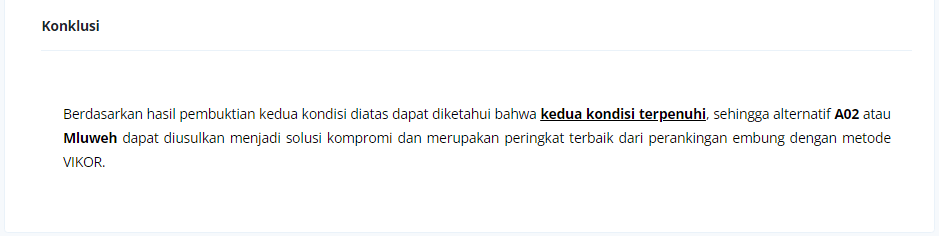 Konklusi
Berdasarkan hasil pembuktian kedua kondisi diatas dapat diketahui bahwa kedua kondisi terpenuhi, sehingga alternatif A02 atau
Mluweh dapat diusulkan menjadi solusi kompromi dan merupakan peringkat terbaik dari perankingan embung dengan metode
VIKOR.